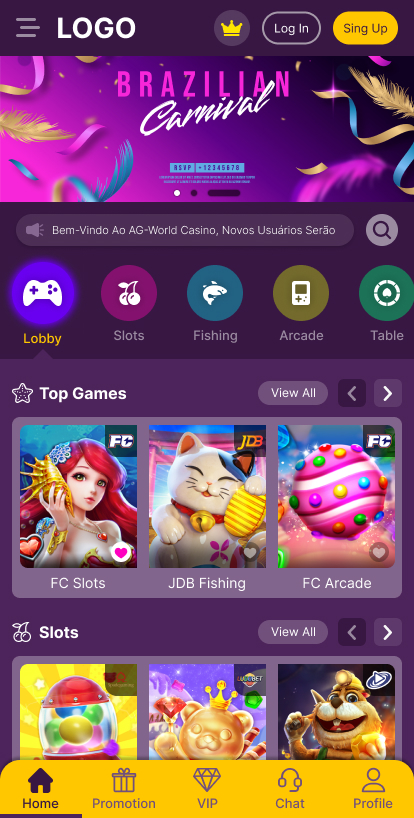 LOGO
Log In
Sing Up
BRAZILIAN
Carnival
RSVP +12345678
Bem-Vindo Ao AG-World Casino, Novos Usuários Serão
Lobby
Slots
Fishing
Arcade
Table
Top Games
View All
FC
JDB
FC
FC Slots
JDB Fishing
FC Arcade
Slots
View All
Home
Promotion
VIP
Chat
Profile